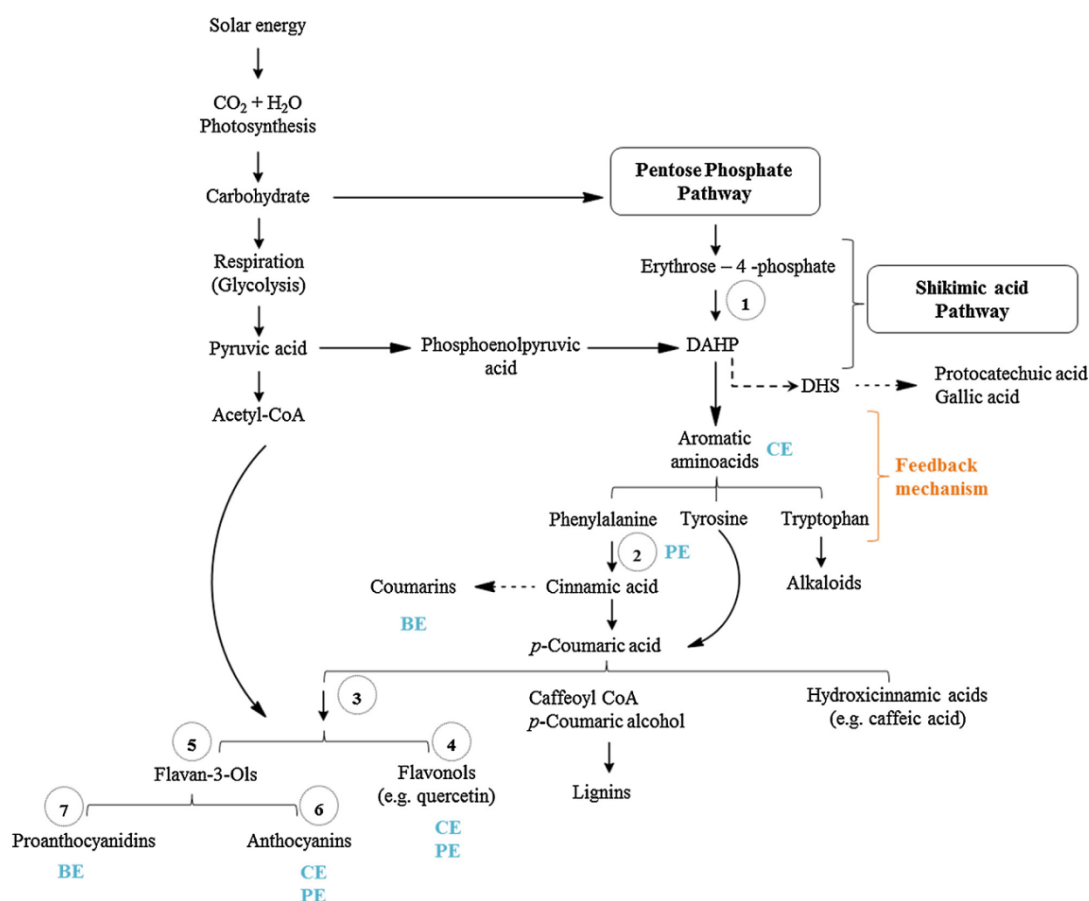 Solar energy
CO₂ + H₂O
Photosynthesis
Carbohydrate
Pentose Phosphate
Pathway
Respiration
(Glycolysis)
Erythrose – 4 -phosphate
1
Shikimic acid
Pathway
Pyruvic acid
Phosphoenolpyruvic
acid
DAHP
DHS
Protocatechuic acid
Gallic acid
Acetyl-CoA
Aromatic
aminoacids
CE
Feedback
mechanism
Phenylalanine
Tyrosine
Tryptophan
2
PE
Coumarins
Cinnamic acid
Alkaloids
BE
p-Coumaric acid
3
Caffeoyl CoA
p-Coumaric alcohol
Hydroxicinnamic acids
(e.g. caffeic acid)
5
Flavan-3-Ols
4
Flavonols
(e.g. quercetin)
Lignins
7
Proanthocyanidins
6
Anthocyanins
CE
PE
BE
CE
PE